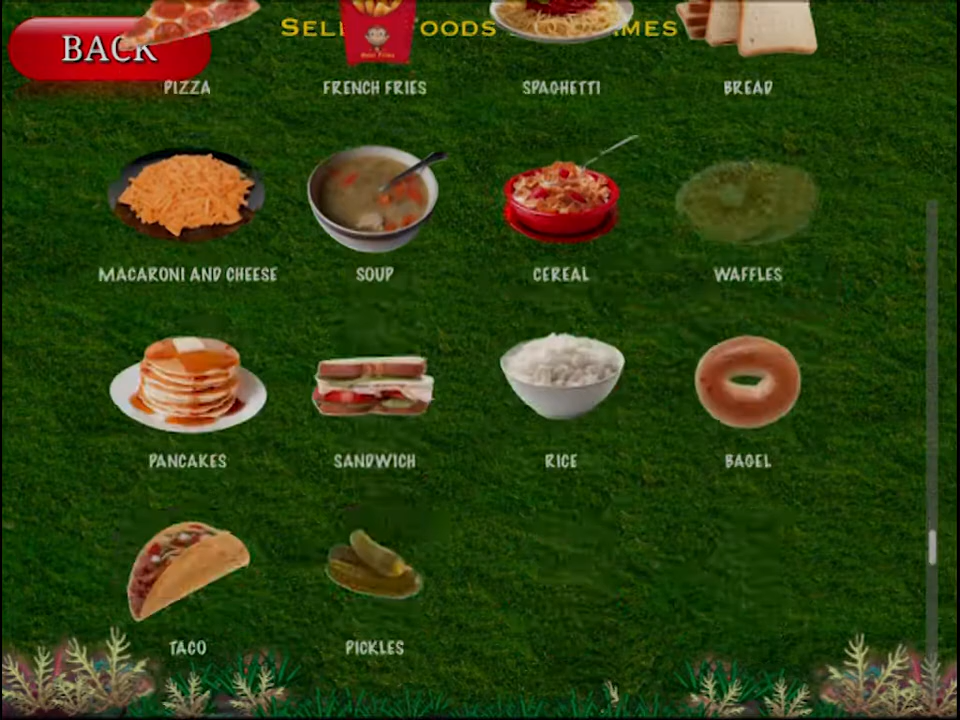 BACK
PIZZA
FRENCH FRIES
SPAGHETTI
BREAD
MACARONI AND CHEESE
SOUP
CEREAL
WAFFLES
PANCAKES
SANDWICH
RICE
BAGEL
TACO
PICKLES